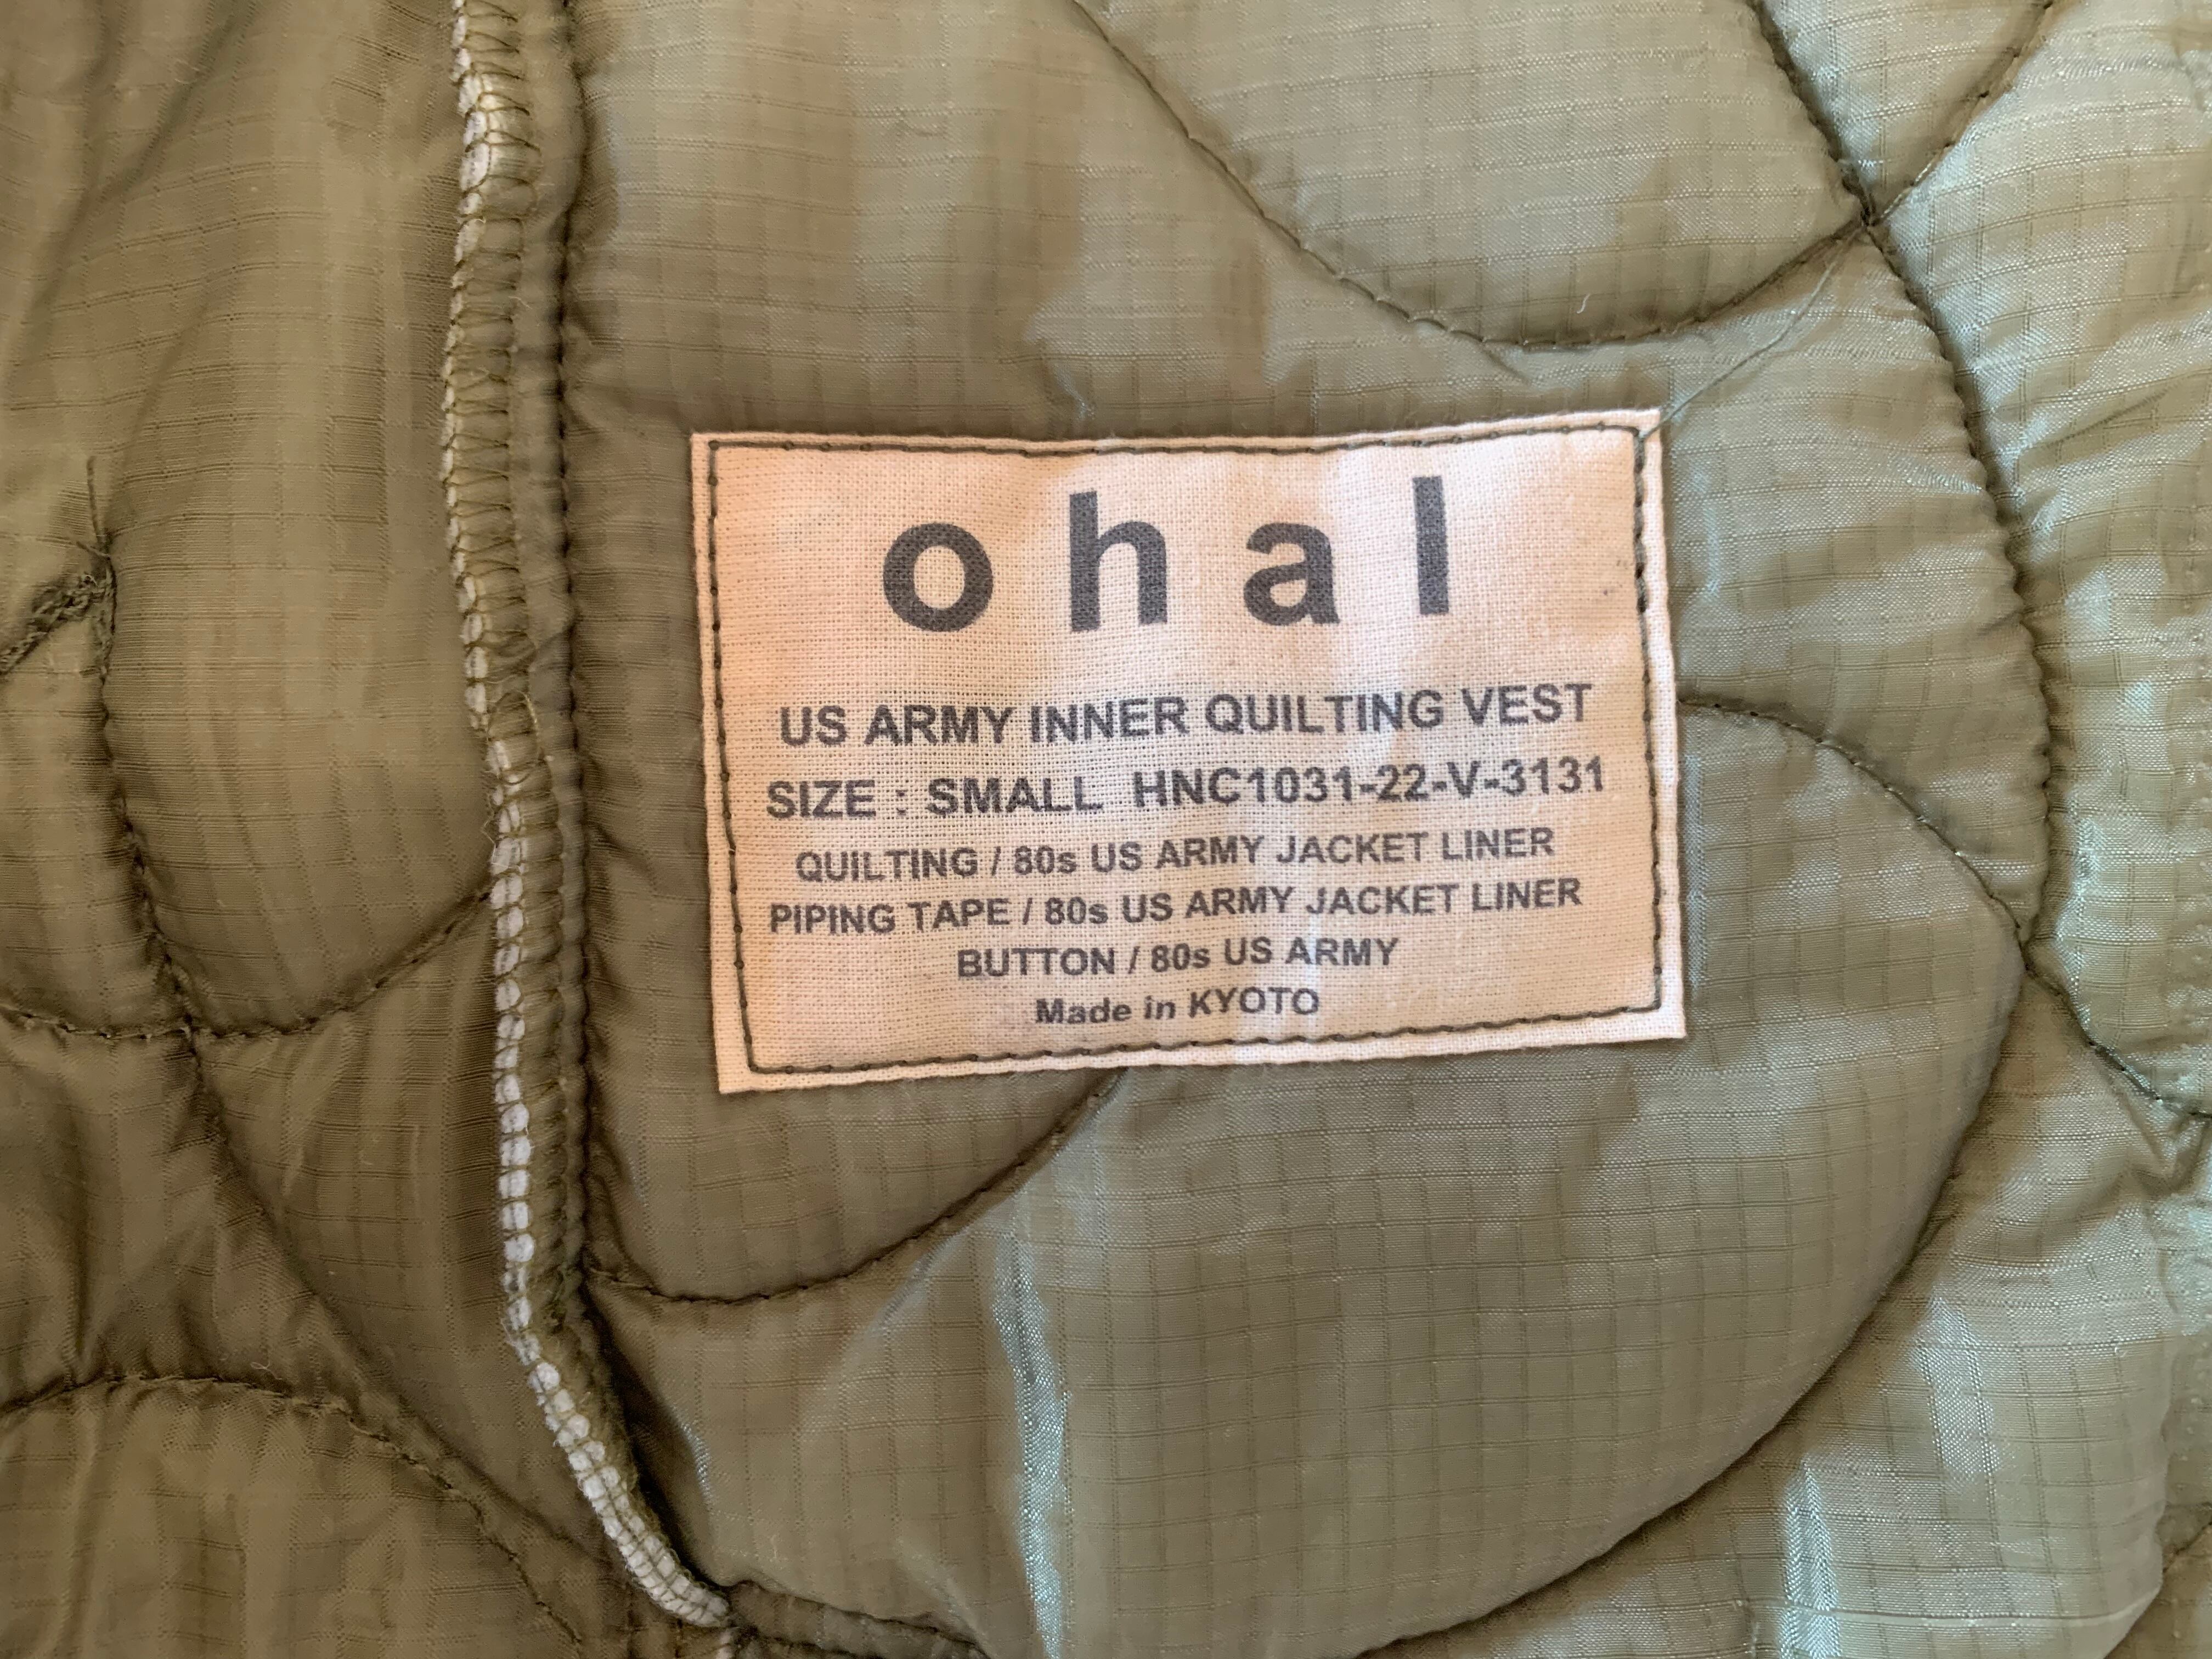 ohal
US ARMY INNER QUILTING VEST
SIZE : SMALL HNC1031-22-V-3131
QUILTING / 80s US ARMY JACKET LINER
PIPING TAPE / 80s US ARMY JACKET LINER
BUTTON / 80s US ARMY
Made in KYOTO